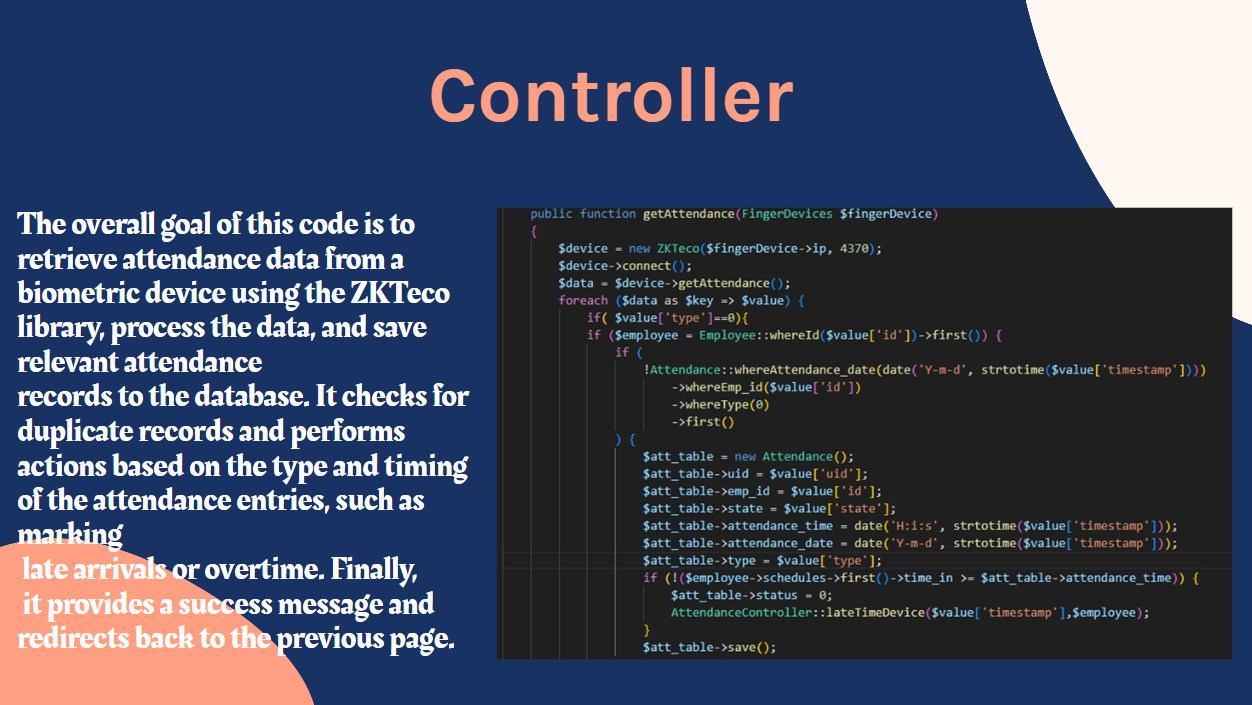 Controller
The overall goal of this code is to
retrieve attendance data from a
biometric device using the ZKTeco
library, process the data, and save
relevant attendance
records to the database. It checks for
duplicate records and performs
actions based on the type and timing
of the attendance entries, such as
marking
late arrivals or overtime. Finally,
it provides a success message and
redirects back to the previous page.
public function getAttendance(FingerDevices $fingerDevice)
{
$device = new ZKTeco($fingerDevice->ip, 4370);
$device->connect();
$data = $device->getAttendance();
foreach ($data as $key => $value) {
if( $value['type']==0){
if ($employee = Employee::whereId($value['id'])->first()) {
if (
!Attendance::whereAttendance_date(date('Y-m-d', strtotime($value['timestamp'])))
->whereEmp_id($value['id'])
->whereType(0)
->first()
) {
$att_table = new Attendance();
$att_table->uid = $value['uid'];
$att_table->emp_id = $value['id'];
$att_table->state = $value['state'];
$att_table->attendance_time = date('H:i:s', strtotime($value['timestamp']));
$att_table->attendance_date = date('Y-m-d', strtotime($value['timestamp']));
$att_table->type = $value['type'];
if (!($employee->schedules->first()->time_in >= $att_table->attendance_time)) {
$att_table->status = 0;
AttendanceController::lateTimeDevice($value['timestamp'],$employee);
}
$att_table->save();